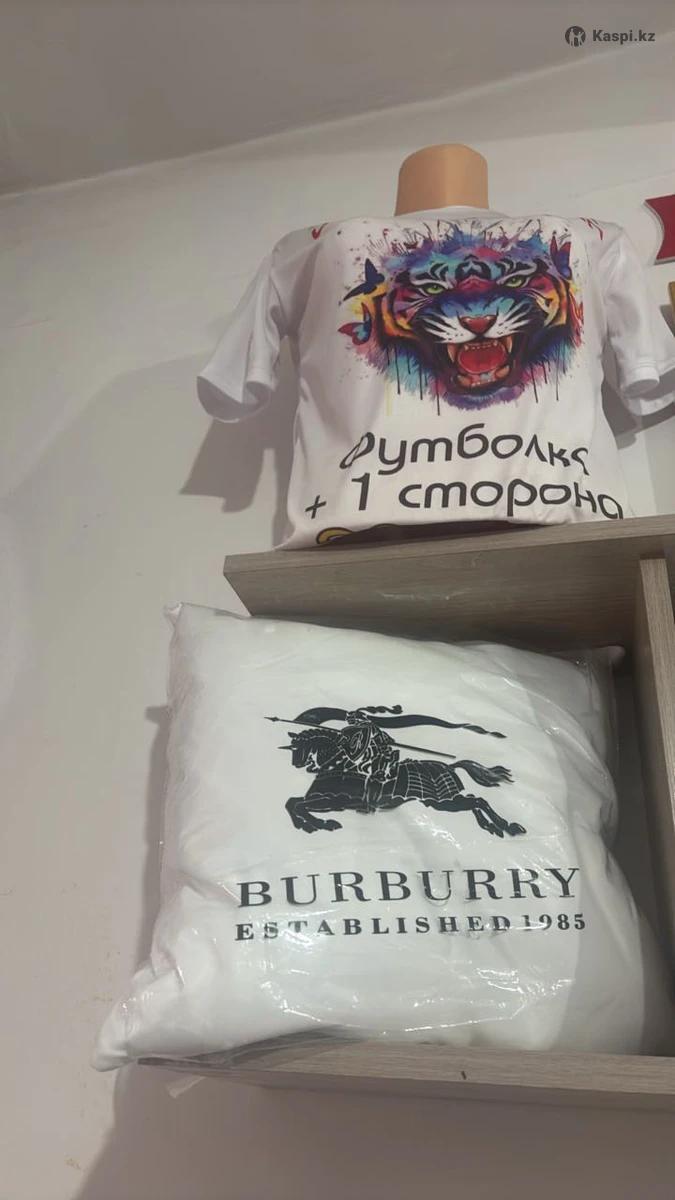 Kaspi.kz
Футболка
+ 1 сторона
BURBURRY
ESTABLISHED 1985